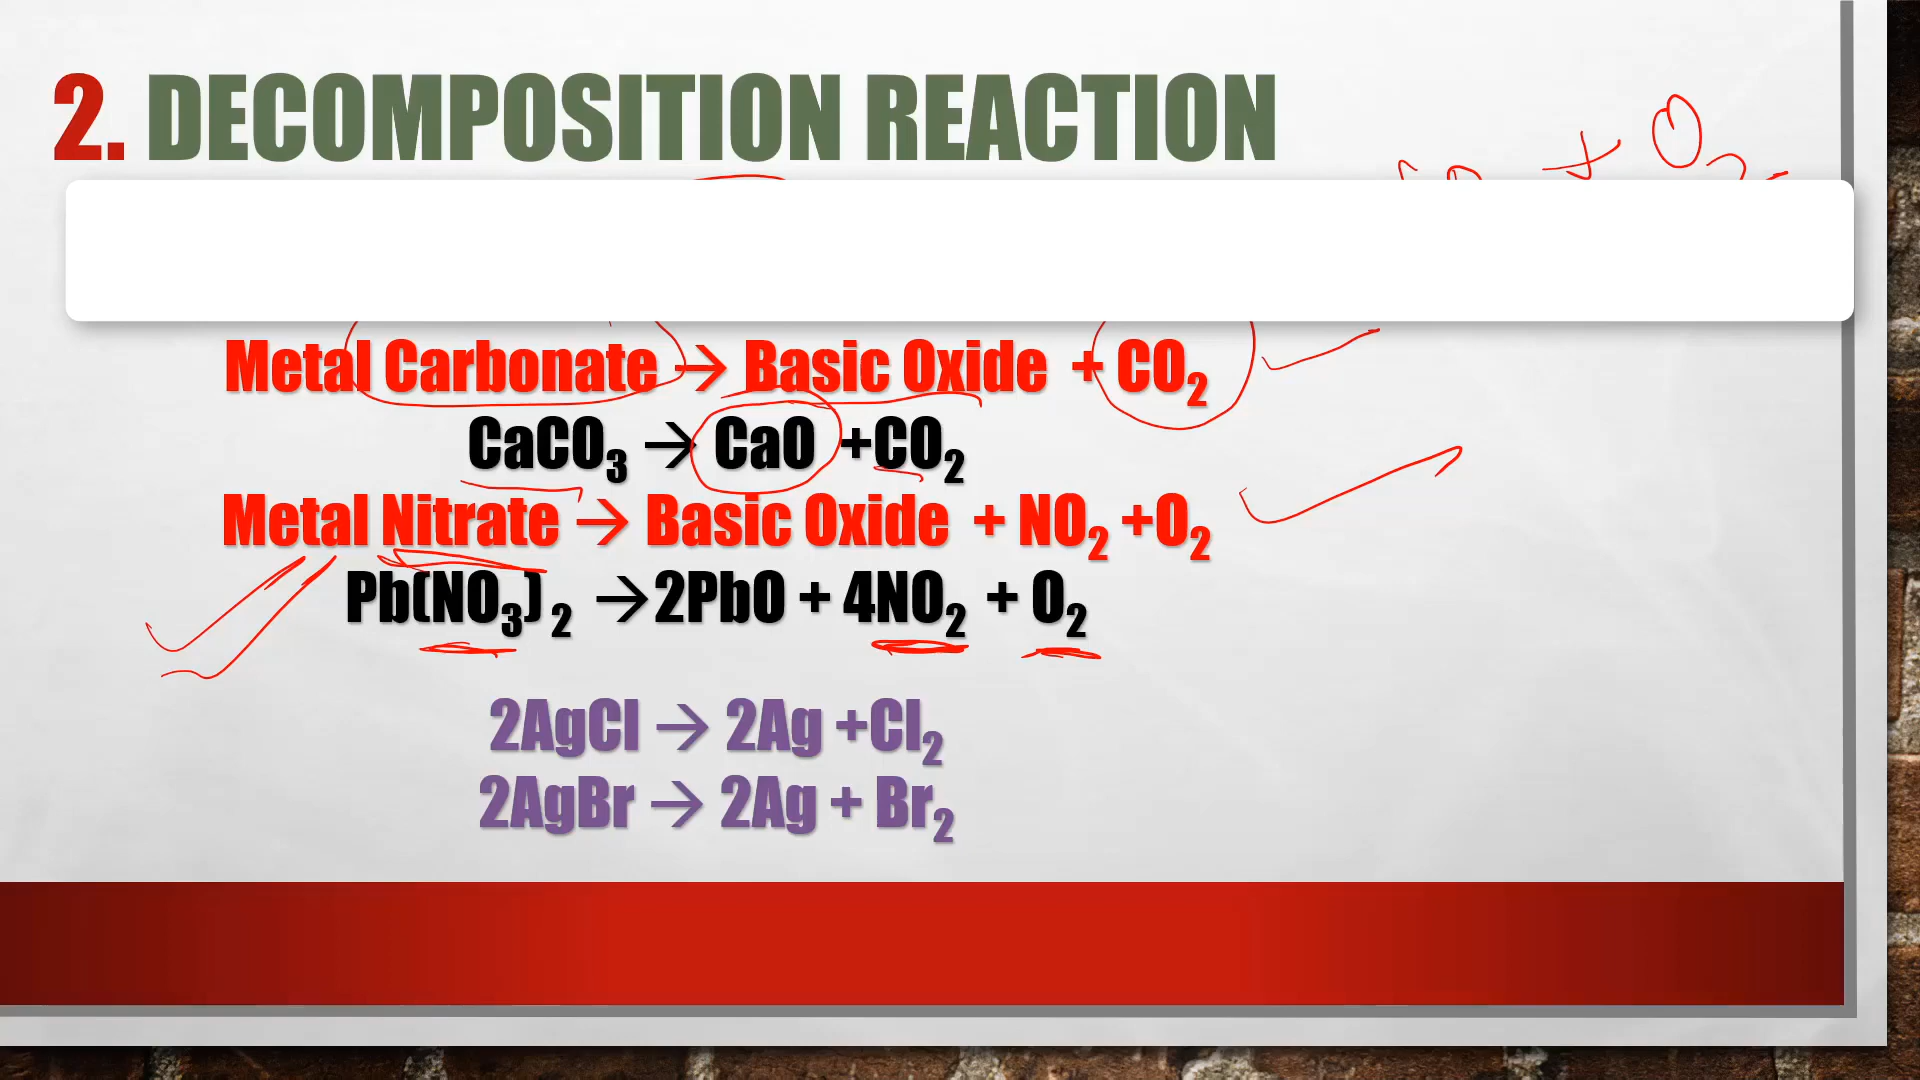 2. DECOMPOSITION REACTION
+ O₂
Metal Carbonate → Basic Oxide + CO₂
CaCO₃ → CaO +CO₂
Metal Nitrate → Basic Oxide + NO₂ +O₂
Pb(NO₃)₂ →2PbO + 4NO₂ + O₂
2AgCl → 2Ag +Cl₂
2AgBr → 2Ag + Br₂